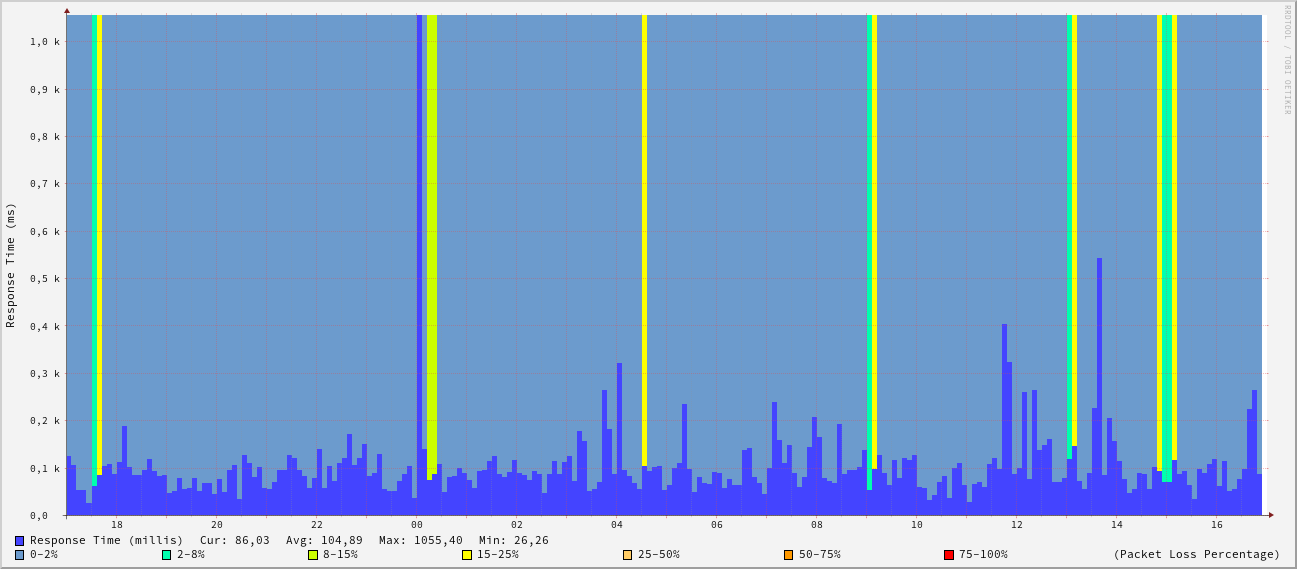 RRDTOOL / TOBI OETIKER
Response Time (ms)
1,0 k
0,9 k
0,8 k
0,7 k
0,6 k
0,5 k
0,4 k
0,3 k
0,2 k
0,1 k
0,0
18 20 22 00 02 04 06 08 10 12 14 16
Response Time (millis) Cur: 86,03 Avg: 104,89 Max: 1055,40 Min: 26,26
0-2% 2-8% 8-15% 15-25% 25-50% 50-75% 75-100% (Packet Loss Percentage)